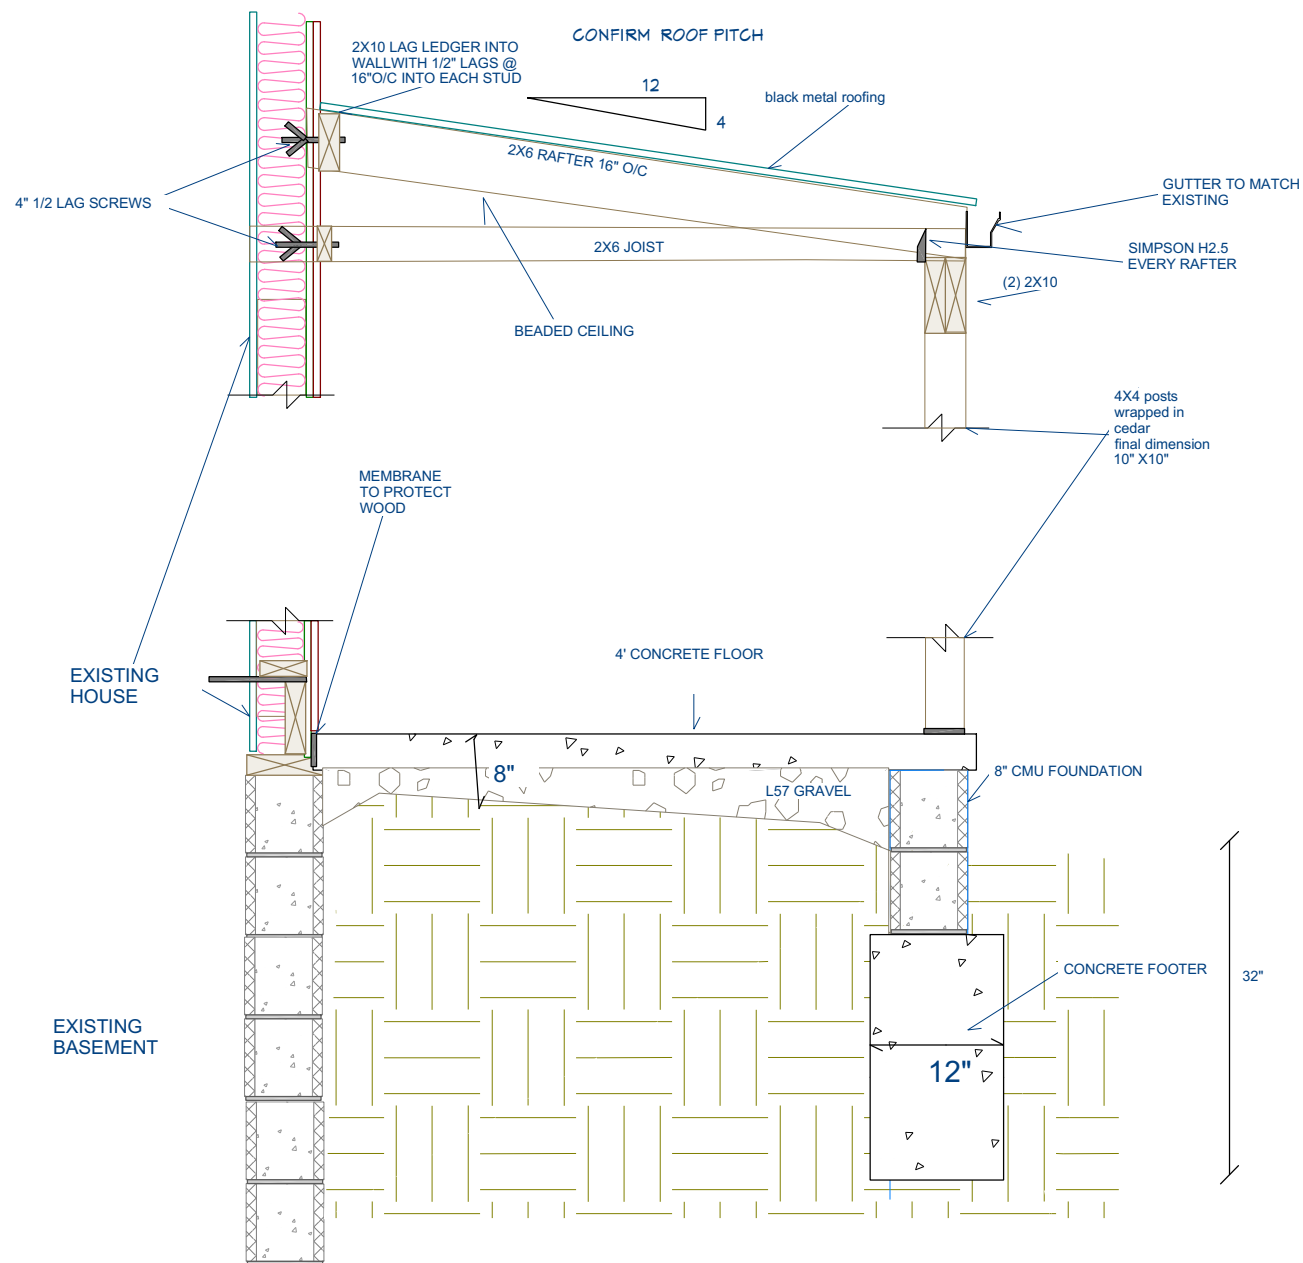 CONFIRM ROOF PITCH
2X10 LAG LEDGER INTO
WALLWITH 1/2" LAGS @
16"O/C INTO EACH STUD
12
4
black metal roofing
2X6 RAFTER 16" O/C
GUTTER TO MATCH
EXISTING
4" 1/2 LAG SCREWS
2X6 JOIST
SIMPSON H2.5
EVERY RAFTER
(2) 2X10
BEADED CEILING
4X4 posts
wrapped in
cedar
final dimension
10" X10"
MEMBRANE
TO PROTECT
WOOD
EXISTING
HOUSE
4' CONCRETE FLOOR
8"
L57 GRAVEL
8" CMU FOUNDATION
CONCRETE FOOTER
32"
EXISTING
BASEMENT
12"